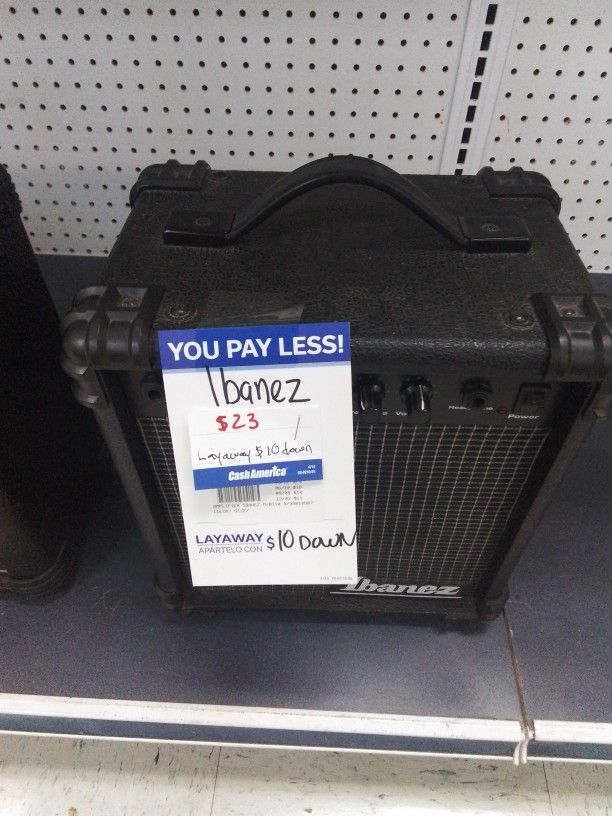 YOU PAY LESS!
Ibanez
$23
Layaway $10 down
CashAmerica
LAYAWAY
APÁRTELO CON $10 Down
Power
Ibanez